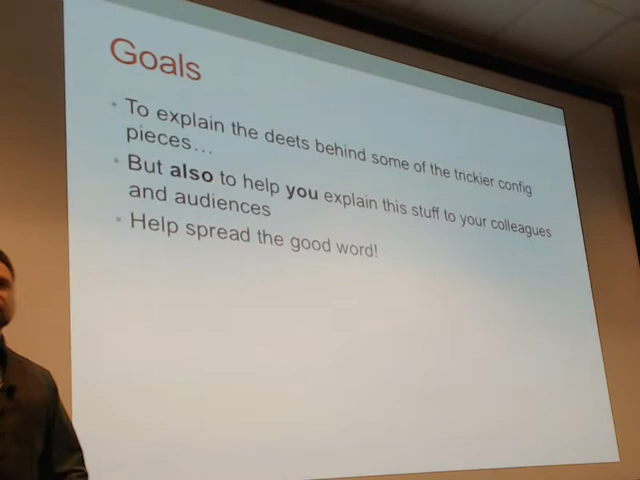 Goals
• To explain the deets behind some of the trickier config
pieces…
• But also to help you explain this stuff to your colleagues
and audiences
• Help spread the good word!